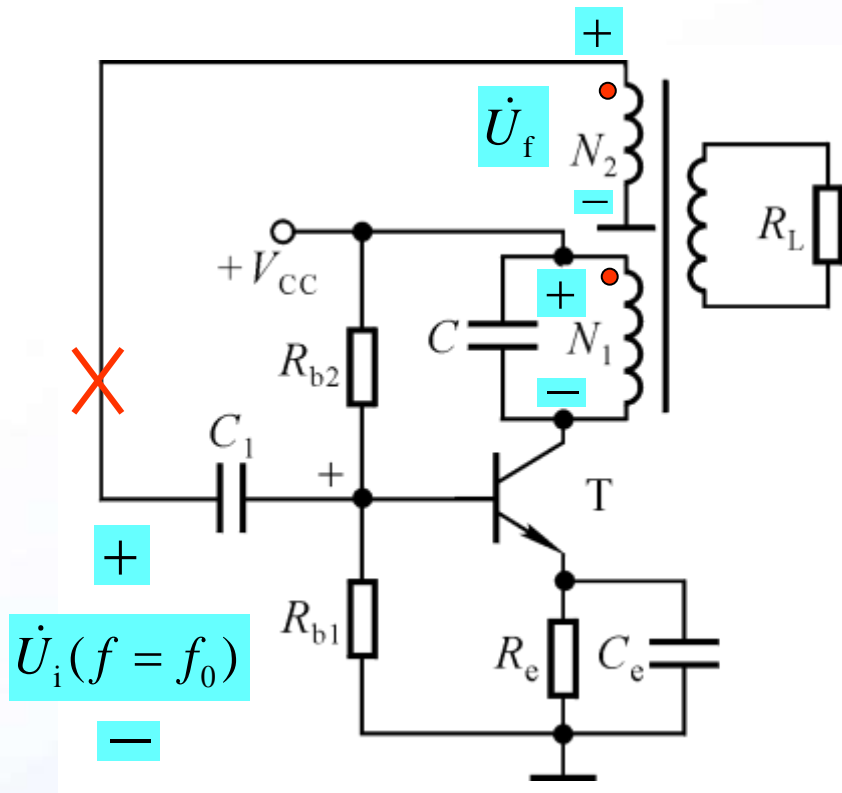 +
U̇f
N2
−
+ VCC
RL
+
C
N1
Rb2
−
C1
+
T
+
U̇i(f = f0)
Rb1
Re
Ce
−